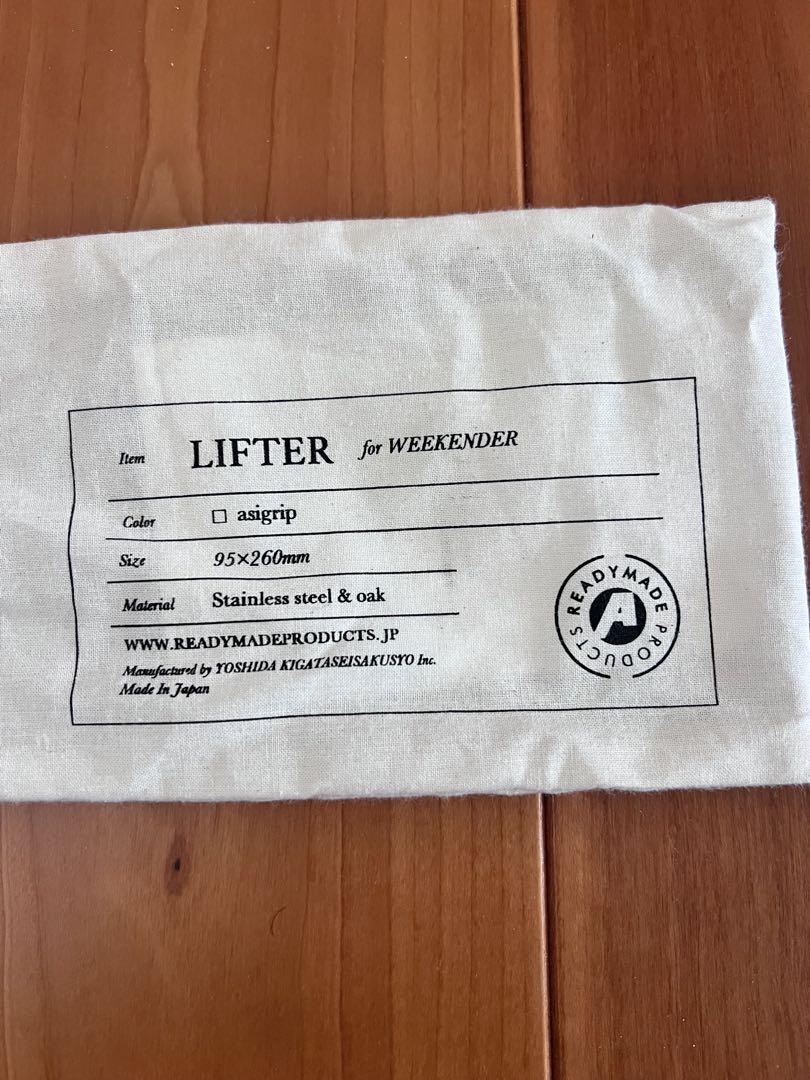 Item LIFTER for WEEKENDER
Color □ asigrip
Size 95×260mm
Material Stainless steel & oak
WWW.READYMADEPRODUCTS.JP
Manufactured by YOSHIDA KIGATASEISAKUSYO Inc.
Made In Japan
READYMADE PRODUCTS
A